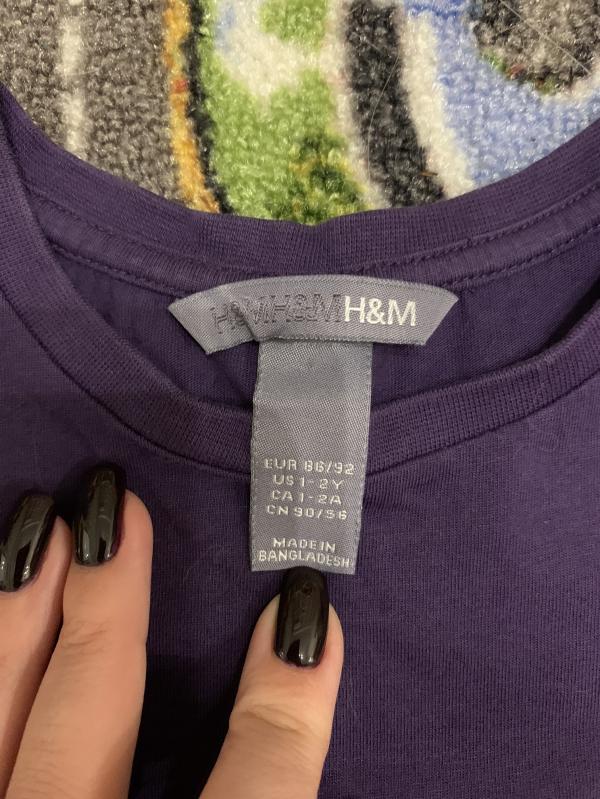 H&MH&MH&M
EUR 86/92
US 1-2Y
CA 1-2A
CN 90/56
MADE IN
BANGLADESH